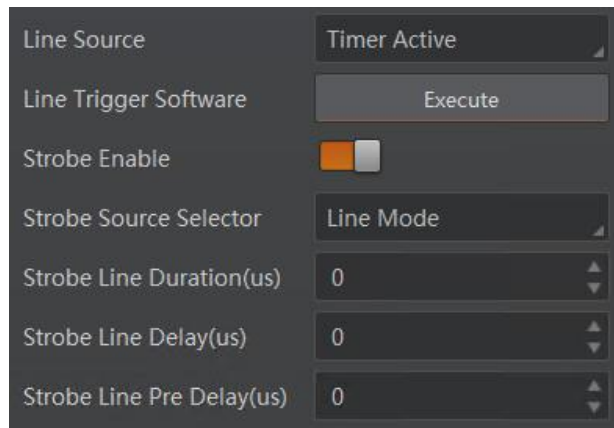 Line Source Timer Active
Line Trigger Software Execute
Strobe Enable
Strobe Source Selector Line Mode
Strobe Line Duration(us) 0
Strobe Line Delay(us) 0
Strobe Line Pre Delay(us) 0